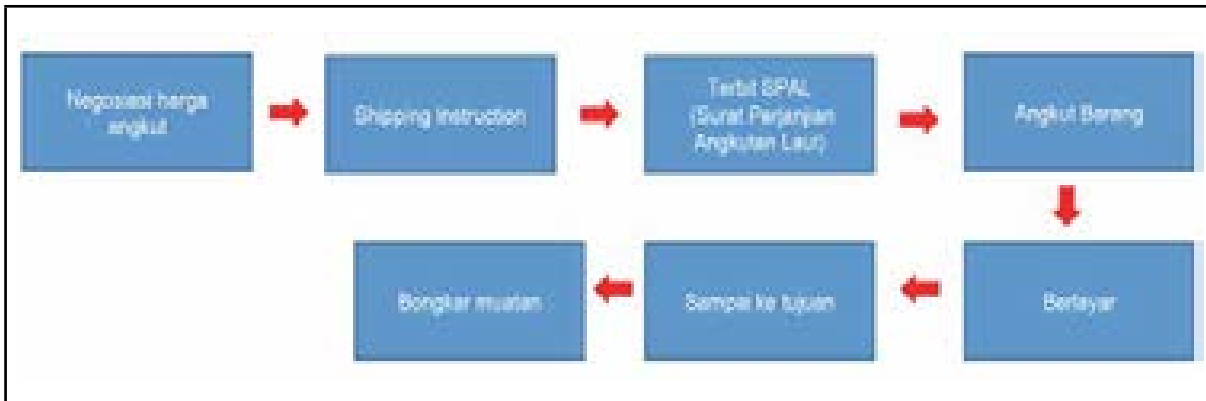 Negosiasi harga
angkut
Shipping Instruction
Terbit SPAL
(Surat Perjanjian
Angkutan Laut)
Angkut Barang
Berlayar
Sampai ke tujuan
Bongkar muatan